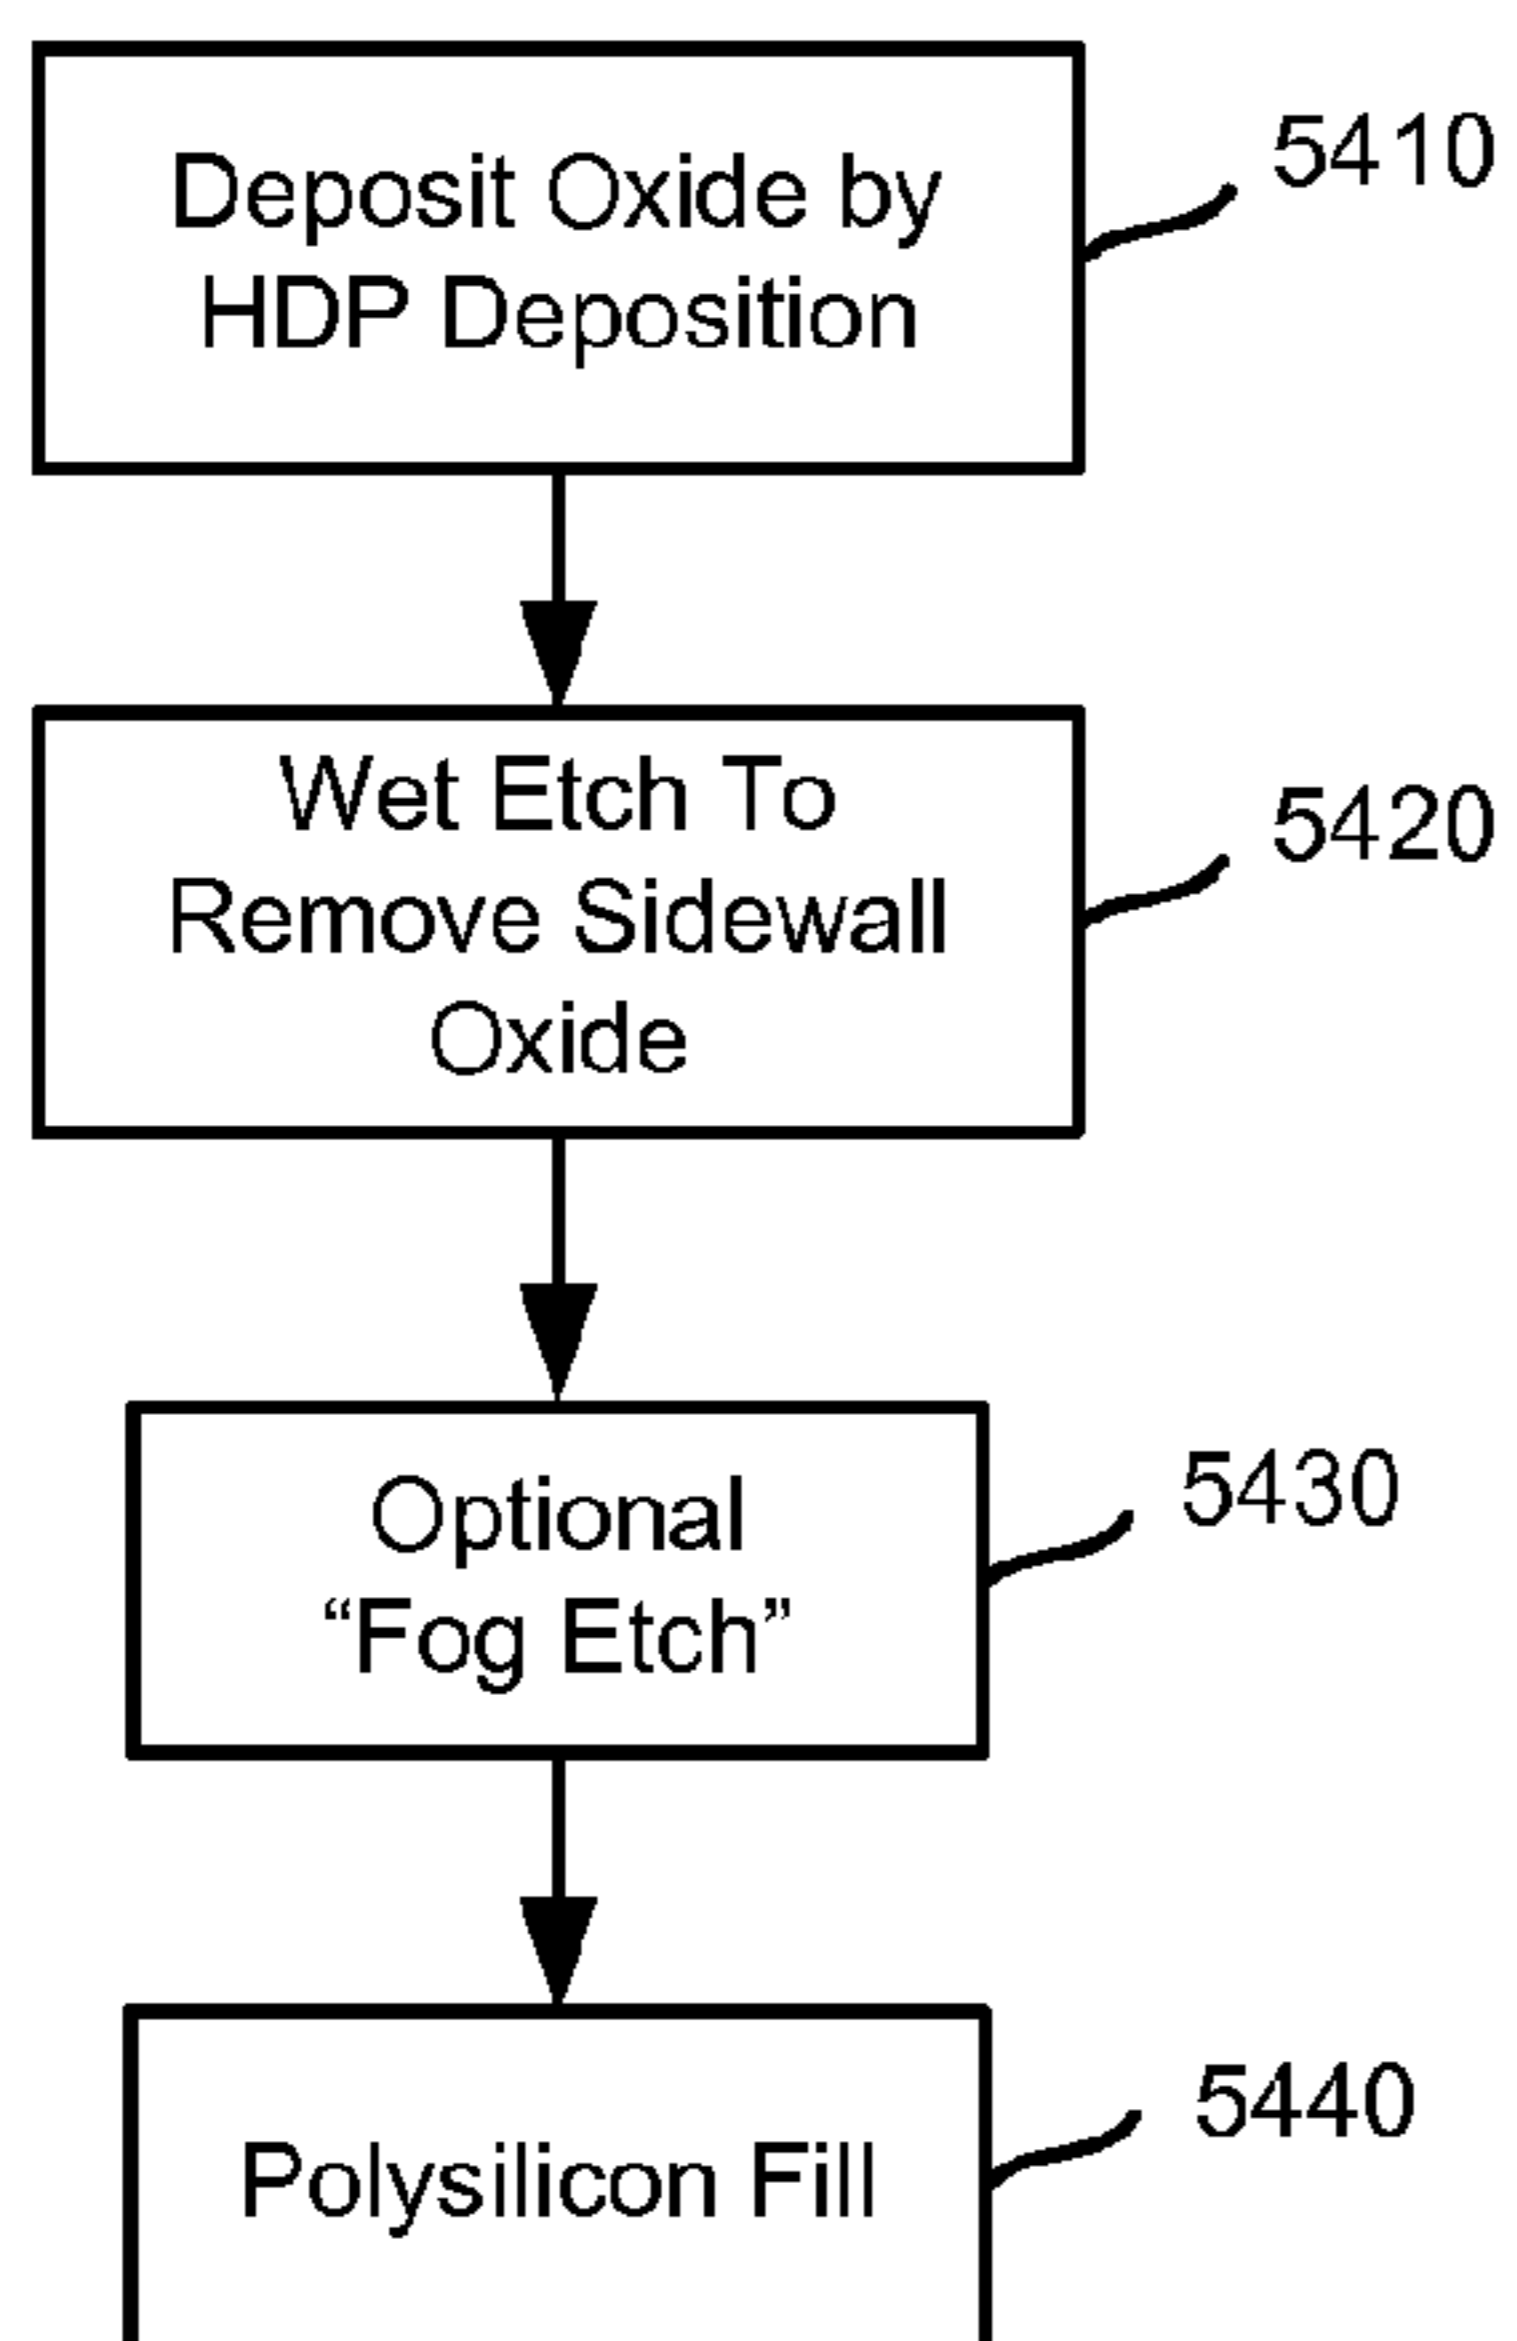 Deposit Oxide by
HDP Deposition
5410
Wet Etch To
Remove Sidewall
Oxide
5420
Optional
“Fog Etch”
5430
Polysilicon Fill
5440